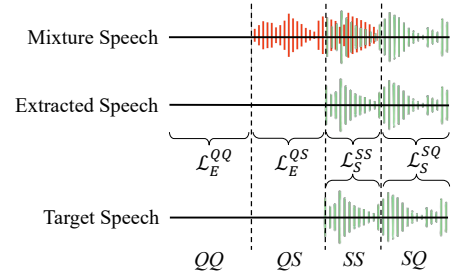 Mixture Speech
Extracted Speech
ℒ_E^{QQ} ℒ_E^{QS} ℒ_S^{SS} ℒ_S^{SQ}
Target Speech
QQ QS SS SQ